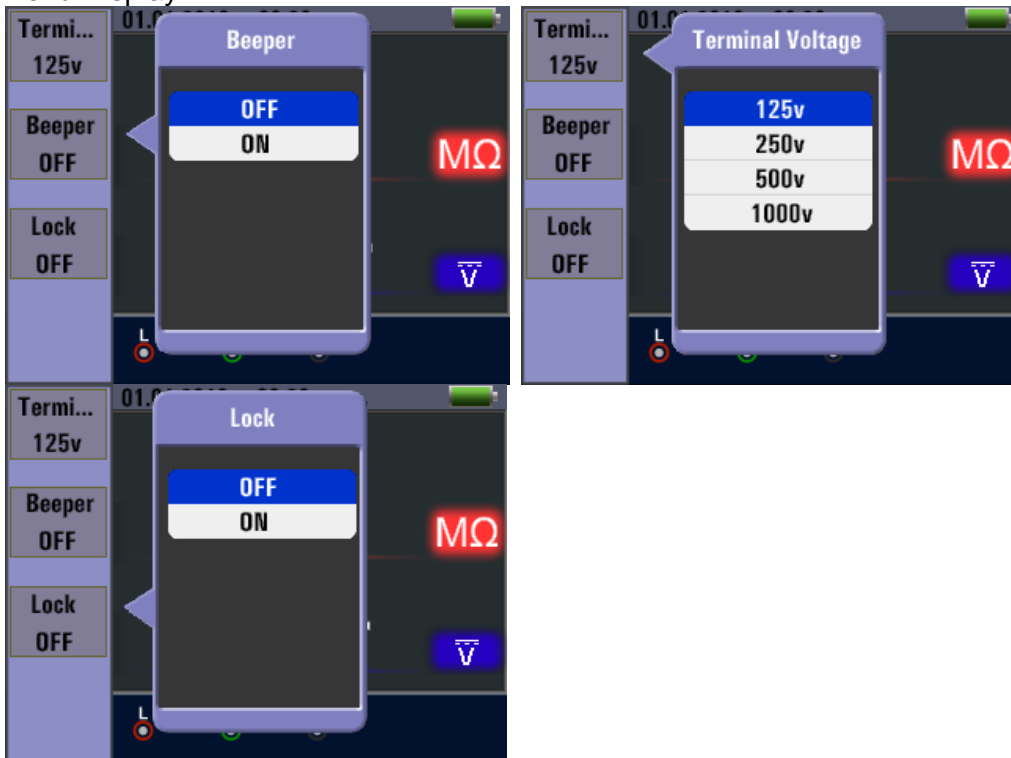 Termi...
125v
Beeper
OFF
Lock
OFF
Beeper
OFF
ON
MΩ
V
L
Termi...
125v
Beeper
OFF
Lock
OFF
Terminal Voltage
125v
250v
500v
1000v
MΩ
V
L
Termi...
125v
Beeper
OFF
Lock
OFF
Lock
OFF
ON
MΩ
V
L